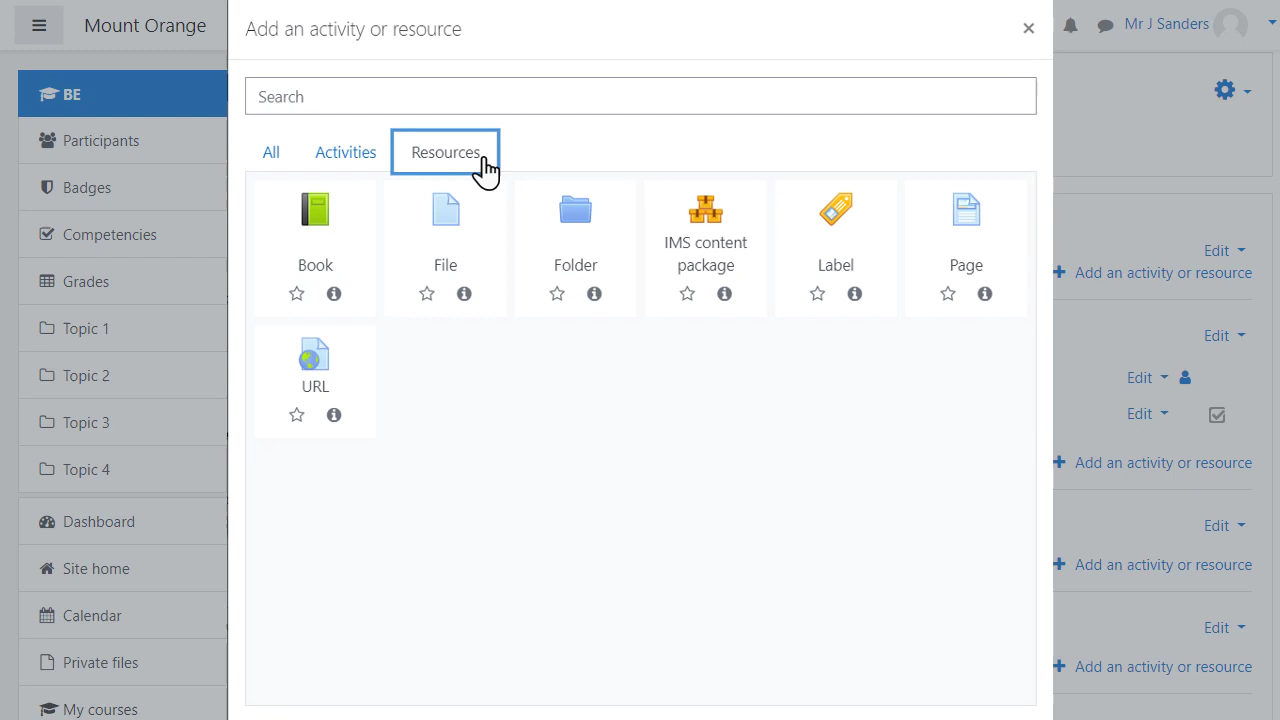 Mount Orange
Add an activity or resource
×
Mr J Sanders
Search
BE
Participants
Badges
Competencies
Grades
Topic 1
Topic 2
Topic 3
Topic 4
Dashboard
Site home
Calendar
Private files
My courses
All Activities Resources
Book File Folder IMS content package Label Page
URL
Edit
Add an activity or resource
Edit
Edit
Edit
Add an activity or resource
Edit
Add an activity or resource
Edit
Add an activity or resource